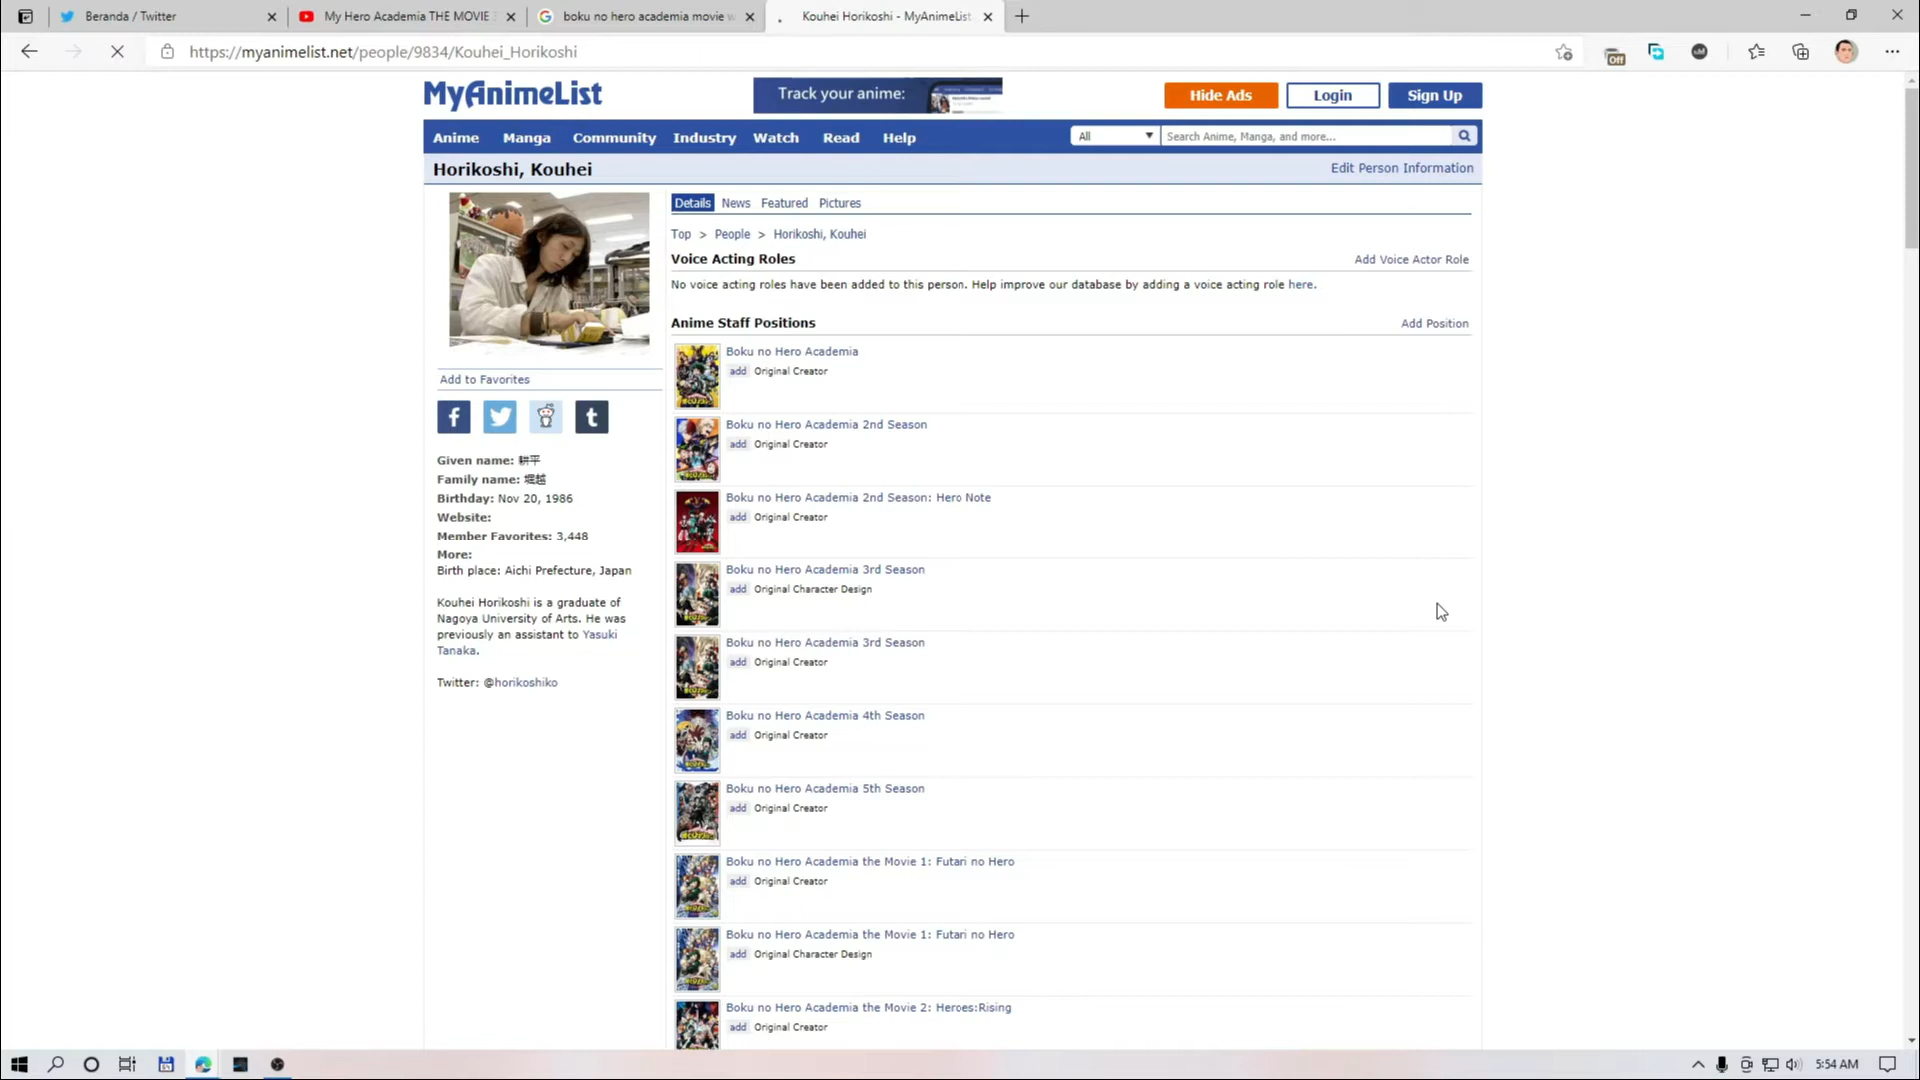 Beranda / Twitter
My Hero Academia THE MOVIE
boku no hero academia movie w
Kouhei Horikoshi - MyAnimeList
https://myanimelist.net/people/9834/Kouhei_Horikoshi
Off
MyAnimeList
Track your anime:
Hide Ads
Login
Sign Up
Anime
Manga
Community
Industry
Watch
Read
Help
All
Search Anime, Manga, and more...
Horikoshi, Kouhei
Edit Person Information
Details
News
Featured
Pictures
Top > People > Horikoshi, Kouhei
Voice Acting Roles
Add Voice Actor Role
No voice acting roles have been added to this person. Help improve our database by adding a voice acting role here.
Anime Staff Positions
Add Position
Boku no Hero Academia
add Original Creator
Boku no Hero Academia 2nd Season
add Original Creator
Boku no Hero Academia 2nd Season: Hero Note
add Original Creator
Boku no Hero Academia 3rd Season
add Original Character Design
Boku no Hero Academia 3rd Season
add Original Creator
Boku no Hero Academia 4th Season
add Original Creator
Boku no Hero Academia 5th Season
add Original Creator
Boku no Hero Academia the Movie 1: Futari no Hero
add Original Creator
Boku no Hero Academia the Movie 1: Futari no Hero
add Original Character Design
Boku no Hero Academia the Movie 2: Heroes:Rising
add Original Creator
Add to Favorites
Given name: 耕平
Family name: 堀越
Birthday: Nov 20, 1986
Website:
Member Favorites: 3,448
More:
Birth place: Aichi Prefecture, Japan
Kouhei Horikoshi is a graduate of
Nagoya University of Arts. He was
previously an assistant to Yasuki
Tanaka.
Twitter: @horikoshiko
5:54 AM